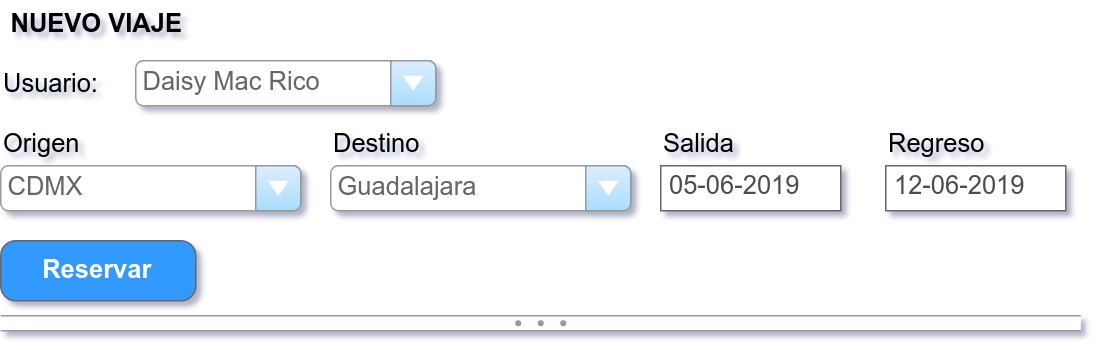 NUEVO VIAJE
Usuario: Daisy Mac Rico
Origen Destino Salida Regreso
CDMX Guadalajara 05-06-2019 12-06-2019
Reservar